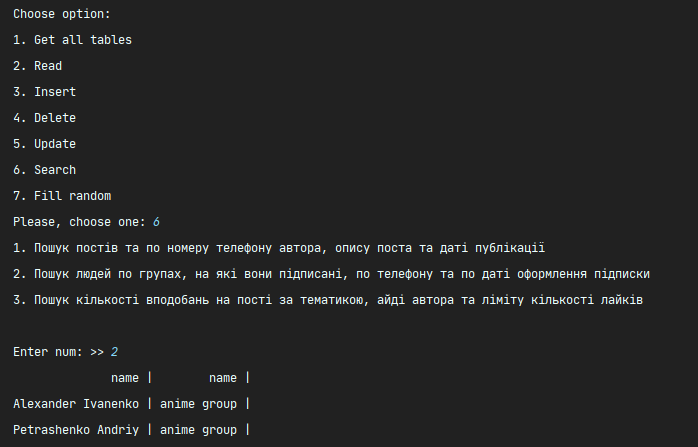 Choose option:
1. Get all tables
2. Read
3. Insert
4. Delete
5. Update
6. Search
7. Fill random
Please, choose one: 6
1. Пошук постів та по номеру телефону автора, опису поста та даті публікації
2. Пошук людей по групах, на які вони підписані, по телефону та по даті оформлення підписки
3. Пошук кількості вподобань на пості за тематикою, айді автора та ліміту кількості лайків
Enter num: >> 2
name | name |
Alexander Ivanenko | anime group |
Petrashenko Andriy | anime group |